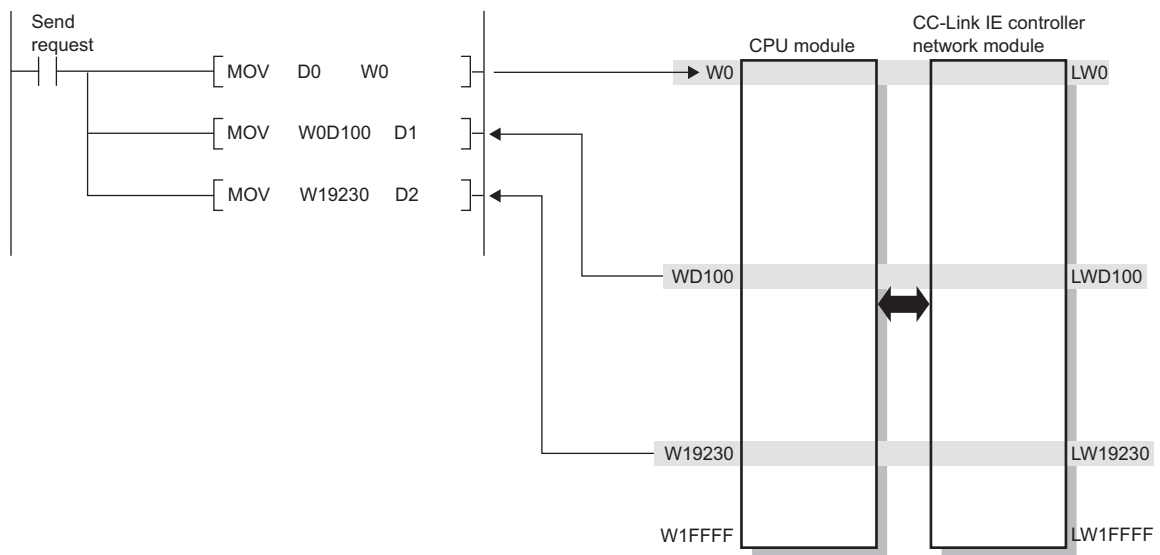 Send
request
MOV D0 W0
MOV W0D100 D1
MOV W19230 D2
CPU module
CC-Link IE controller
network module
W0
LW0
WD100
LWD100
W19230
LW19230
W1FFFF
LW1FFFF